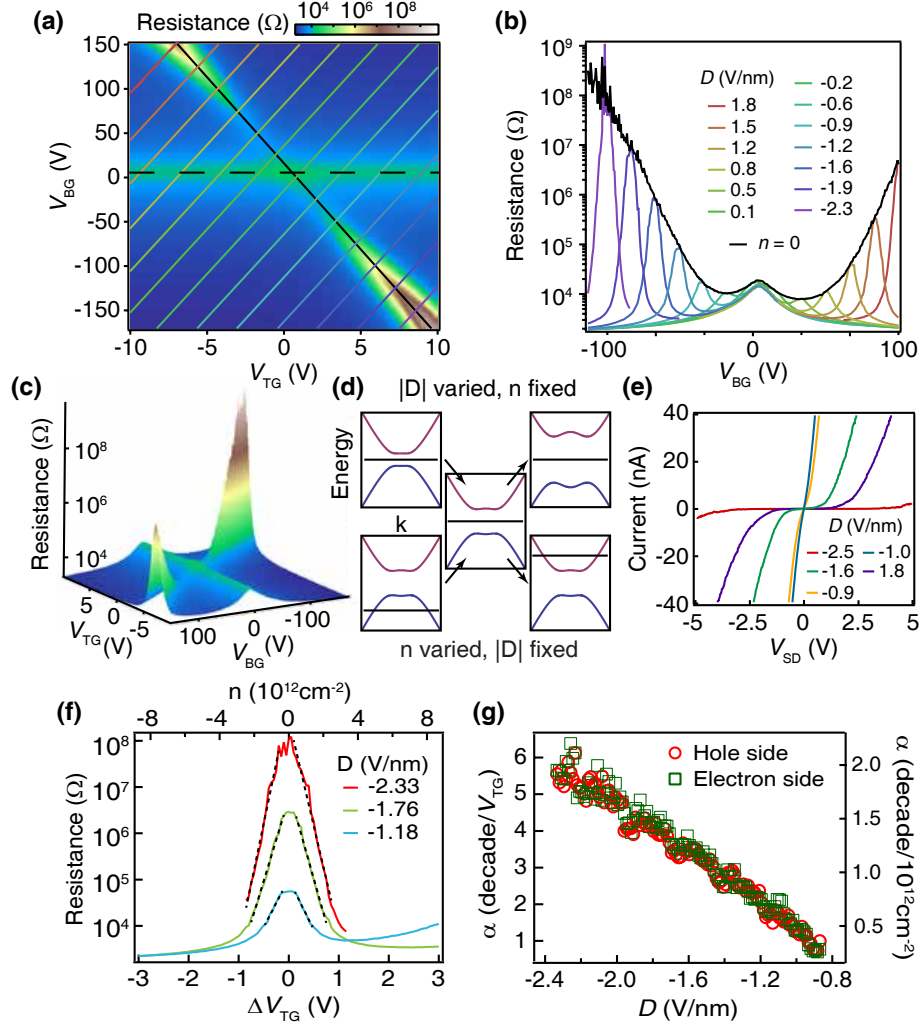 (a)
Resistance (Ω)
10⁴ 10⁶ 10⁸
150
100
50
0
-50
-100
-150
V_BG (V)
-10 -5 0 5 10
V_TG (V)
(b)
10⁹
10⁸
10⁷
10⁶
10⁵
10⁴
Resistance (Ω)
D (V/nm)
1.8
1.5
1.2
0.8
0.5
0.1
-0.2
-0.6
-0.9
-1.2
-1.6
-1.9
-2.3
n = 0
-100 0 100
V_BG (V)
(c)
Resistance (Ω)
10⁸
10⁶
10⁴
5
0
-5
V_TG (V)
100 0 -100
V_BG (V)
(d)
|D| varied, n fixed
Energy
k
n varied, |D| fixed
(e)
40
20
0
-20
-40
Current (nA)
D (V/nm)
-2.5 -1.0
-1.6 1.8
-0.9
-5 -2.5 0 2.5 5
V_SD (V)
(f)
n (10¹²cm⁻²)
-8 -4 0 4 8
10⁸
10⁷
10⁶
10⁵
10⁴
Resistance (Ω)
D (V/nm)
-2.33
-1.76
-1.18
-3 -2 -1 0 1 2 3
ΔV_TG (V)
(g)
6
5
4
3
2
1
α (decade/V_TG)
Hole side
Electron side
2.0
1.5
1.0
0.5
α (decade/10¹²cm⁻²)
-2.4 -2.0 -1.6 -1.2 -0.8
D (V/nm)